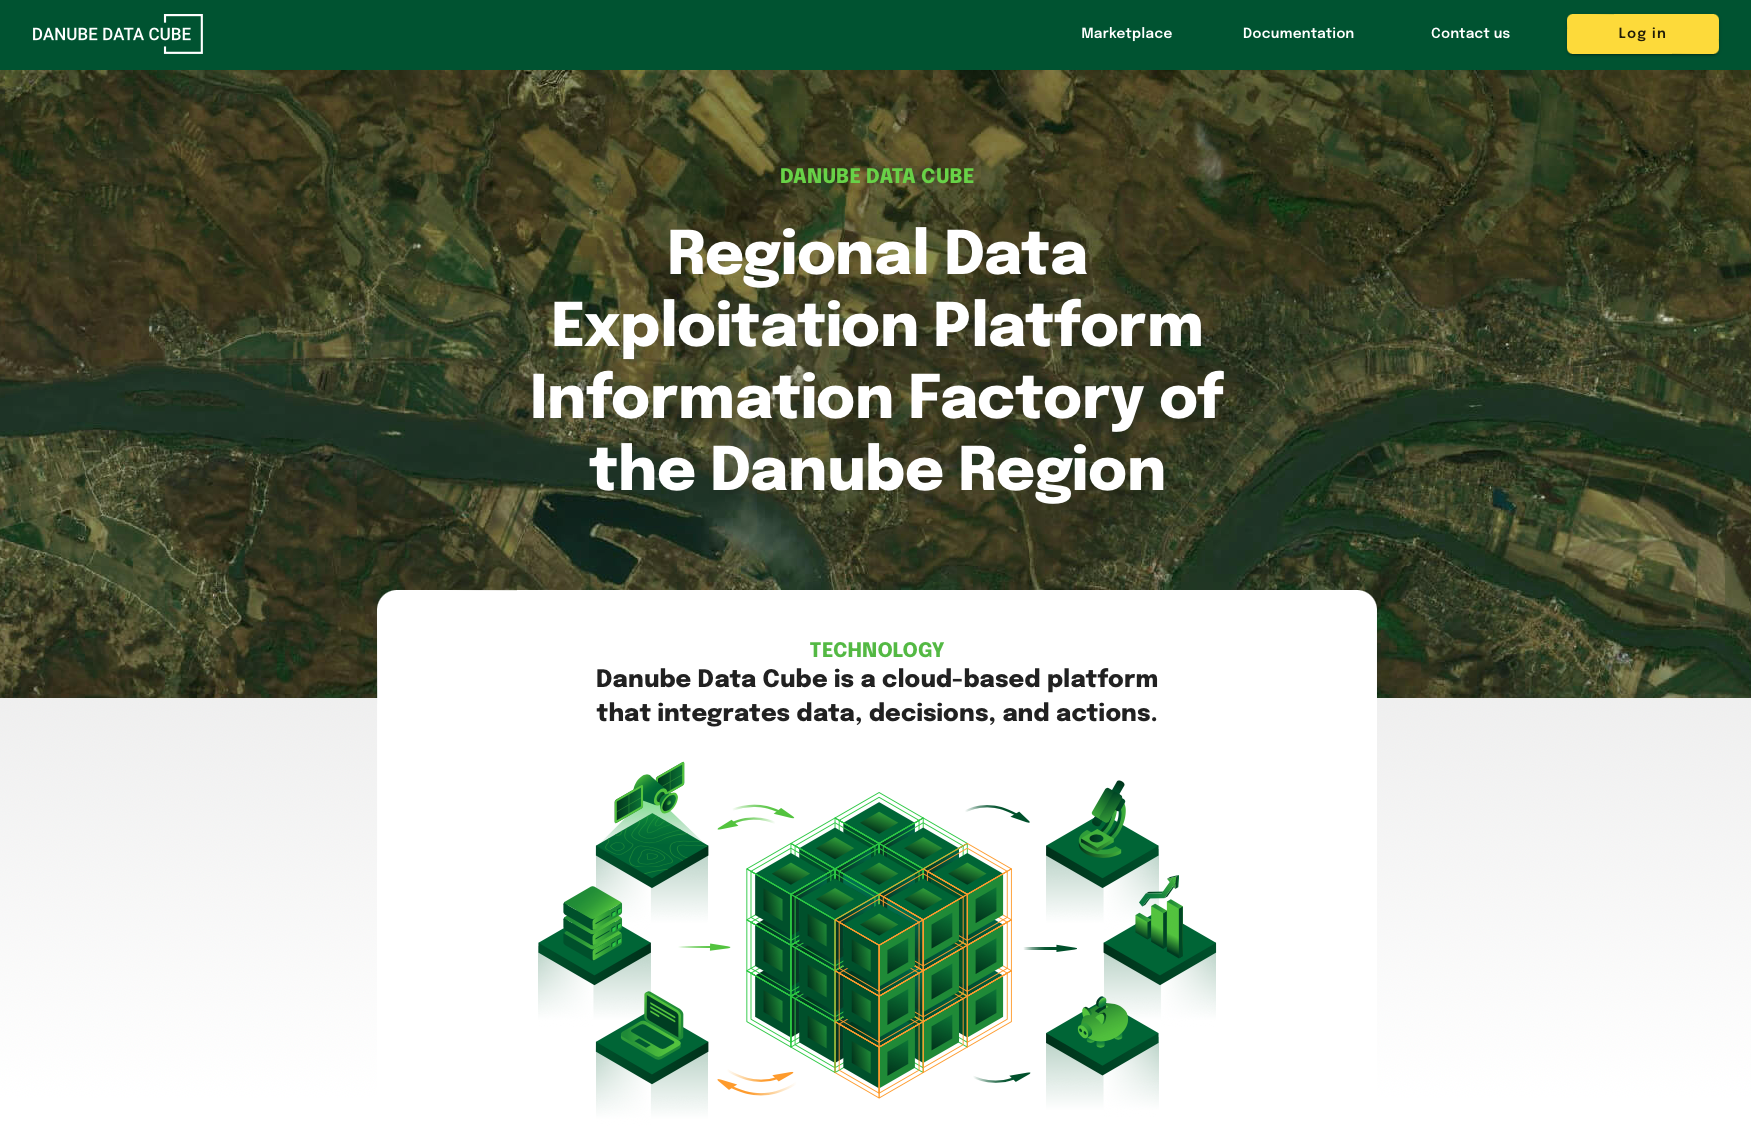 DANUBE DATA CUBE
Marketplace
Documentation
Contact us
Log in
DANUBE DATA CUBE
Regional Data
Exploitation Platform
Information Factory of
the Danube Region
TECHNOLOGY
Danube Data Cube is a cloud-based platform
that integrates data, decisions, and actions.